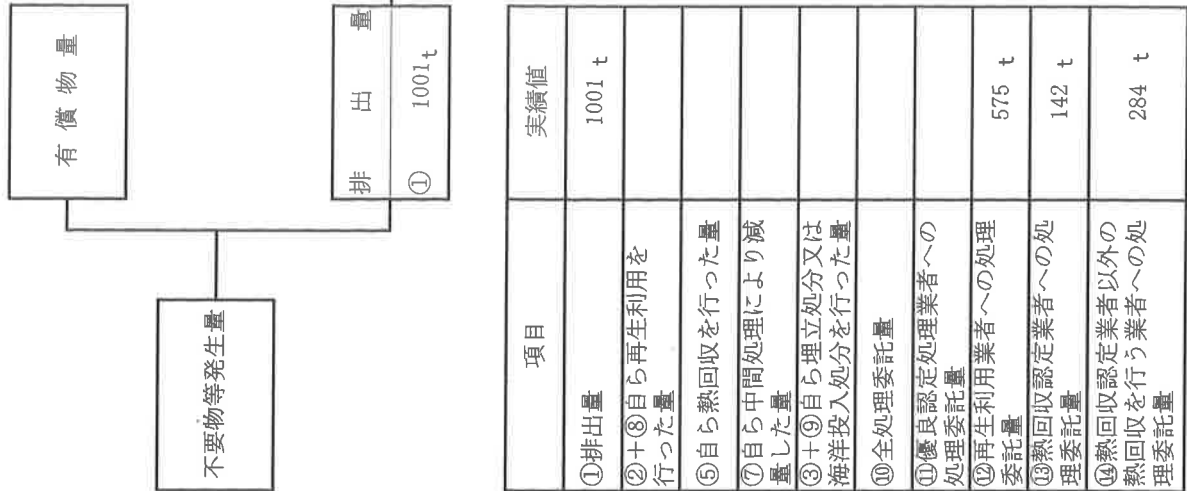 有償物量
不要物等発生量
排出量
① 1001 t
項目 実績値
①排出量 1001 t
②+⑧自ら再生利用を
行った量
⑤自ら熱回収を行った量
⑦自ら中間処理により減
量した量
③+⑨自ら埋立処分又は
海洋投入処分を行った量
⑩全処理委託量
⑪優良認定処理業者への
処理委託量
⑫再生利用業者への処理
委託量 575 t
⑬熱回収認定業者への処
理委託量 142 t
⑭熱回収認定業者以外の
熱回収を行う業者への処
理委託量 284 t